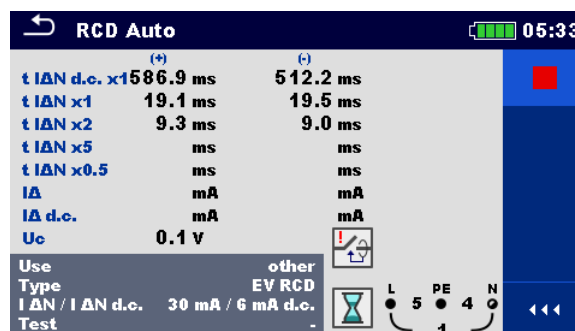 RCD Auto 05:33
(+) (-)
t IΔN d.c. x1 586.9 ms 512.2 ms
t IΔN x1 19.1 ms 19.5 ms
t IΔN x2 9.3 ms 9.0 ms
t IΔN x5 ms ms
t IΔN x0.5 ms ms
IΔ mA mA
IΔ d.c. mA mA
Uc 0.1 V
Use other
Type EV RCD
I ΔN / I ΔN d.c. 30 mA / 6 mA d.c.
Test -
!
L PE N
5 4
1